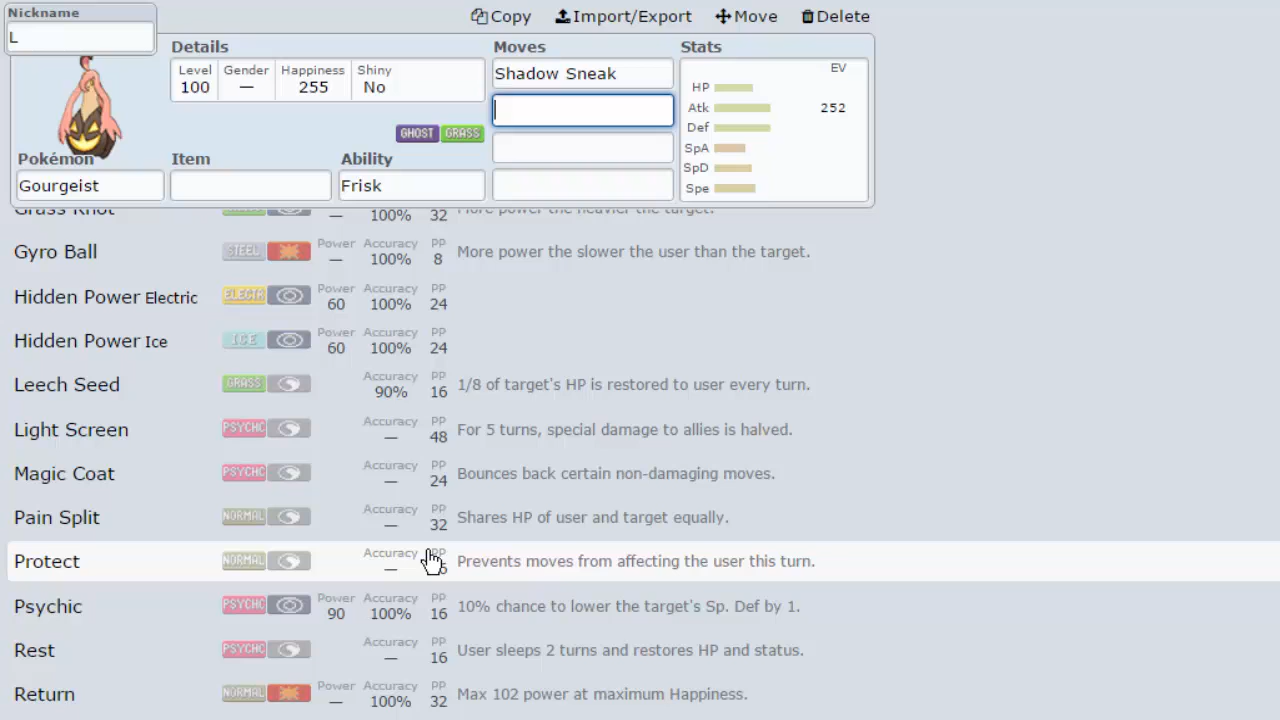 Nickname
L
Copy Import/Export Move Delete
Details
Level Gender Happiness Shiny
100 — 255 No
GHOST GRASS
Pokémon Item Ability
Gourgeist Frisk
Moves
Shadow Sneak
Stats
EV
HP
Atk 252
Def
SpA
SpD
Spe
Grass Knot — 100% 32 More power the heavier the target.
Gyro Ball STEEL Power — Accuracy 100% PP 8 More power the slower the user than the target.
Hidden Power Electric ELECTR Power 60 Accuracy 100% PP 24
Hidden Power Ice ICE Power 60 Accuracy 100% PP 24
Leech Seed GRASS Accuracy 90% PP 16 1/8 of target's HP is restored to user every turn.
Light Screen PSYCHC Accuracy — PP 48 For 5 turns, special damage to allies is halved.
Magic Coat PSYCHC Accuracy — PP 24 Bounces back certain non-damaging moves.
Pain Split NORMAL Accuracy — PP 32 Shares HP of user and target equally.
Protect NORMAL Accuracy — PP Prevents moves from affecting the user this turn.
Psychic PSYCHC Power 90 Accuracy 100% PP 16 10% chance to lower the target's Sp. Def by 1.
Rest PSYCHC Accuracy — PP 16 User sleeps 2 turns and restores HP and status.
Return NORMAL Power — Accuracy 100% PP 32 Max 102 power at maximum Happiness.